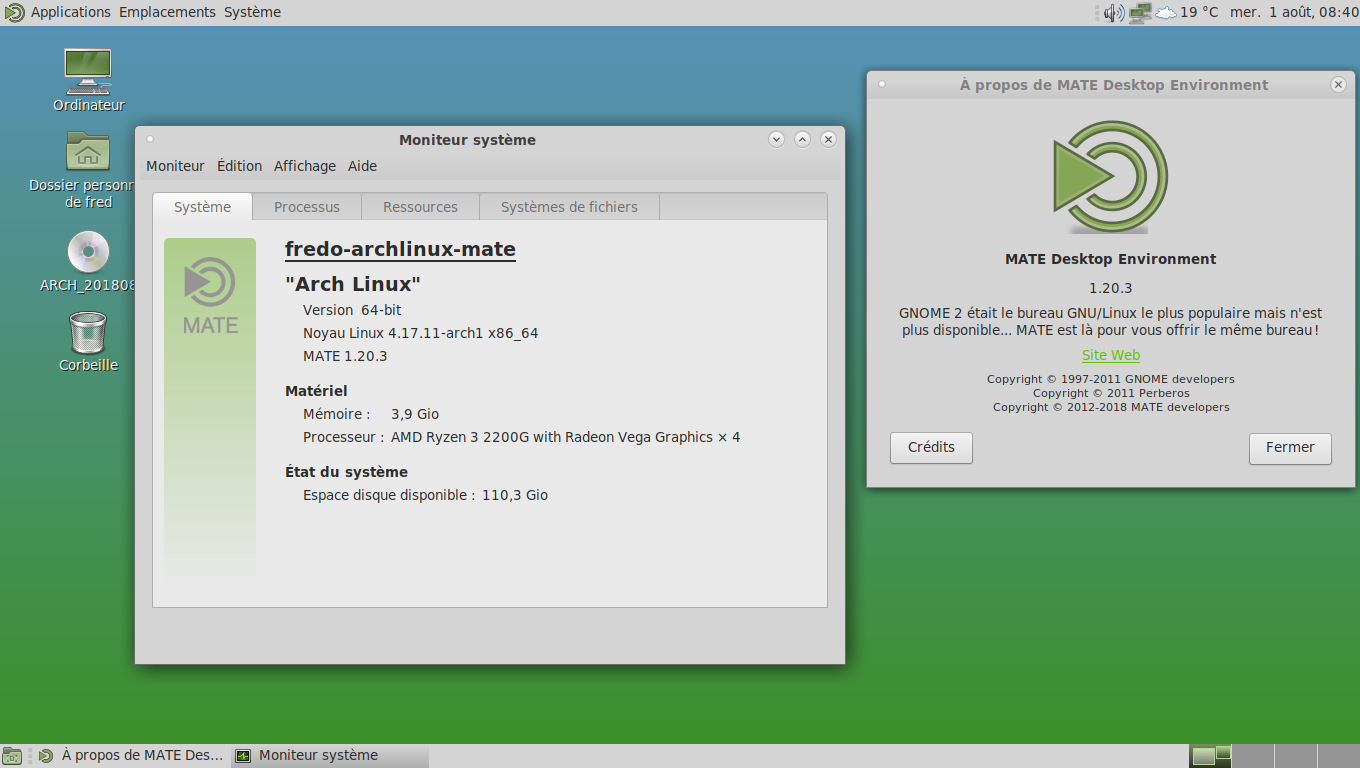 Applications Emplacements Système
19 °C mer. 1 août, 08:40
Ordinateur
Dossier personn
de fred
ARCH_201808
Corbeille
Moniteur système
Moniteur Édition Affichage Aide
Système Processus Ressources Systèmes de fichiers
MATE
fredo-archlinux-mate
"Arch Linux"
Version 64-bit
Noyau Linux 4.17.11-arch1 x86_64
MATE 1.20.3
Matériel
Mémoire : 3,9 Gio
Processeur : AMD Ryzen 3 2200G with Radeon Vega Graphics × 4
État du système
Espace disque disponible : 110,3 Gio
À propos de MATE Desktop Environment
MATE Desktop Environment
1.20.3
GNOME 2 était le bureau GNU/Linux le plus populaire mais n'est
plus disponible... MATE est là pour vous offrir le même bureau !
Site Web
Copyright © 1997-2011 GNOME developers
Copyright © 2011 Perberos
Copyright © 2012-2018 MATE developers
Crédits Fermer
À propos de MATE Des... Moniteur système